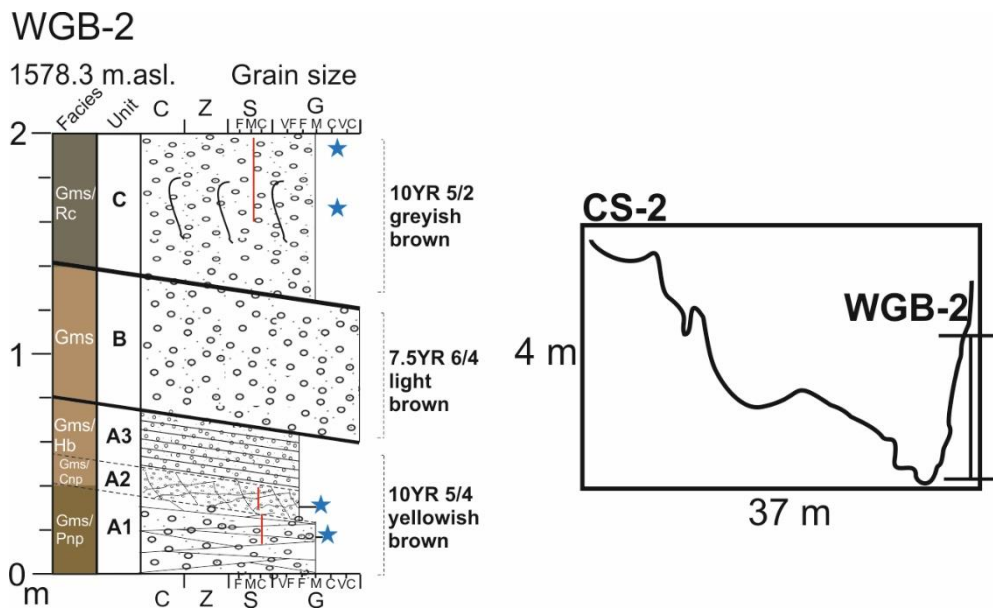 WGB-2
1578.3 m.asl. Grain size
Facies Unit C Z S G
F M C VF F M C VC
2
Gms/
Rc
C
10YR 5/2
greyish
brown
1
Gms
B
7.5YR 6/4
light
brown
Gms/
Hb
A3
Gms/
Cnp
A2
10YR 5/4
yellowish
brown
Gms/
Pnp
A1
0
m
F M C VF F M C VC
C Z S G
CS-2
WGB-2
4 m
37 m